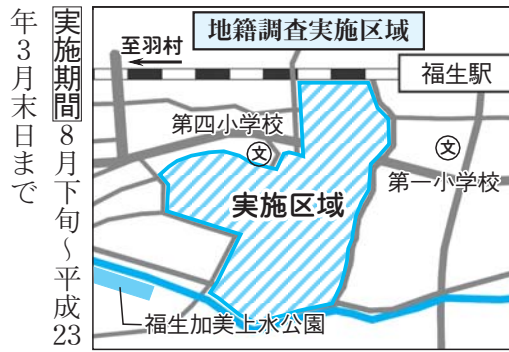 実施期間 8月下旬～平成23
年3月末日まで
地籍調査実施区域
至羽村
福生駅
第四小学校
文
文
第一小学校
実施区域
福生加美上水公園